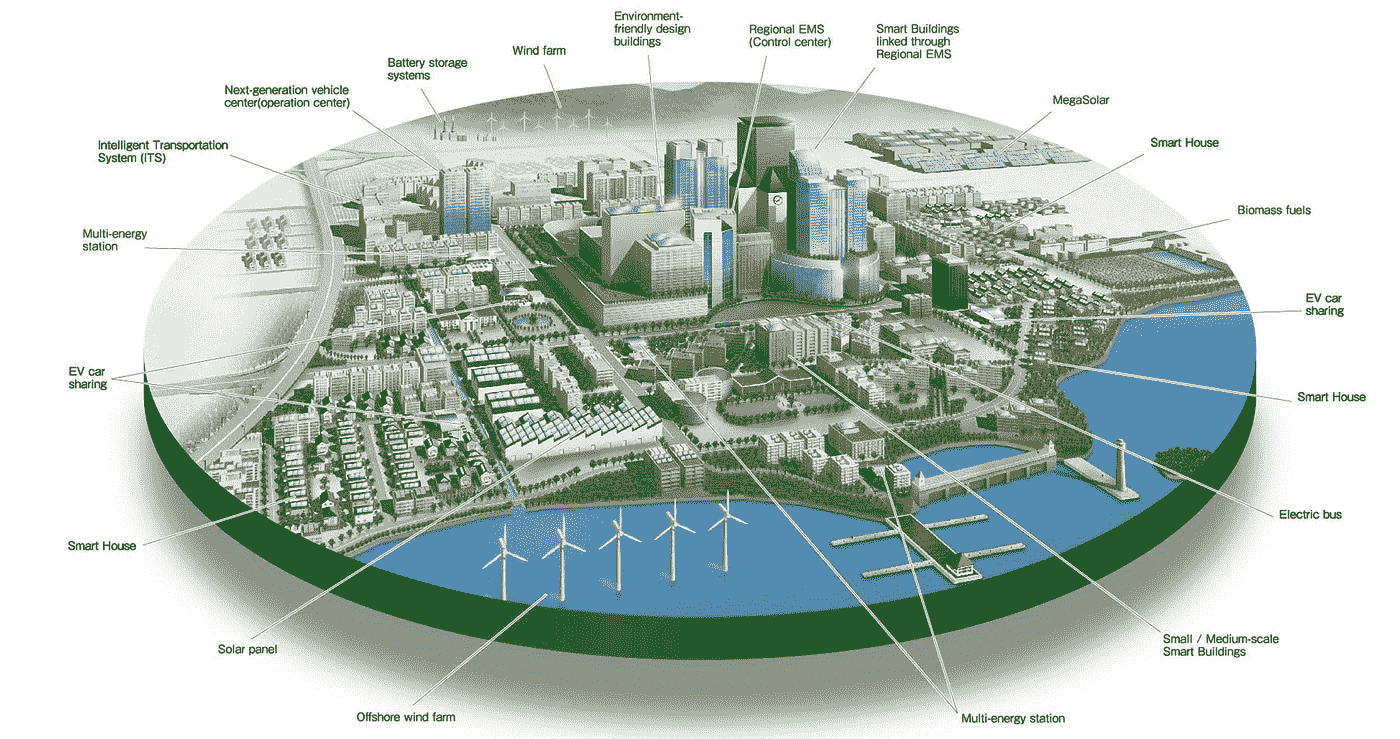 Environment-
friendly design
buildings
Regional EMS
(Control center)
Smart Buildings
linked through
Regional EMS
Wind farm
Battery storage
systems
Next-generation vehicle
center(operation center)
MegaSolar
Intelligent Transportation
System (ITS)
Smart House
Biomass fuels
Multi-energy
station
EV car
sharing
EV car
sharing
Smart House
Electric bus
Smart House
Small / Medium-scale
Smart Buildings
Solar panel
Offshore wind farm
Multi-energy station